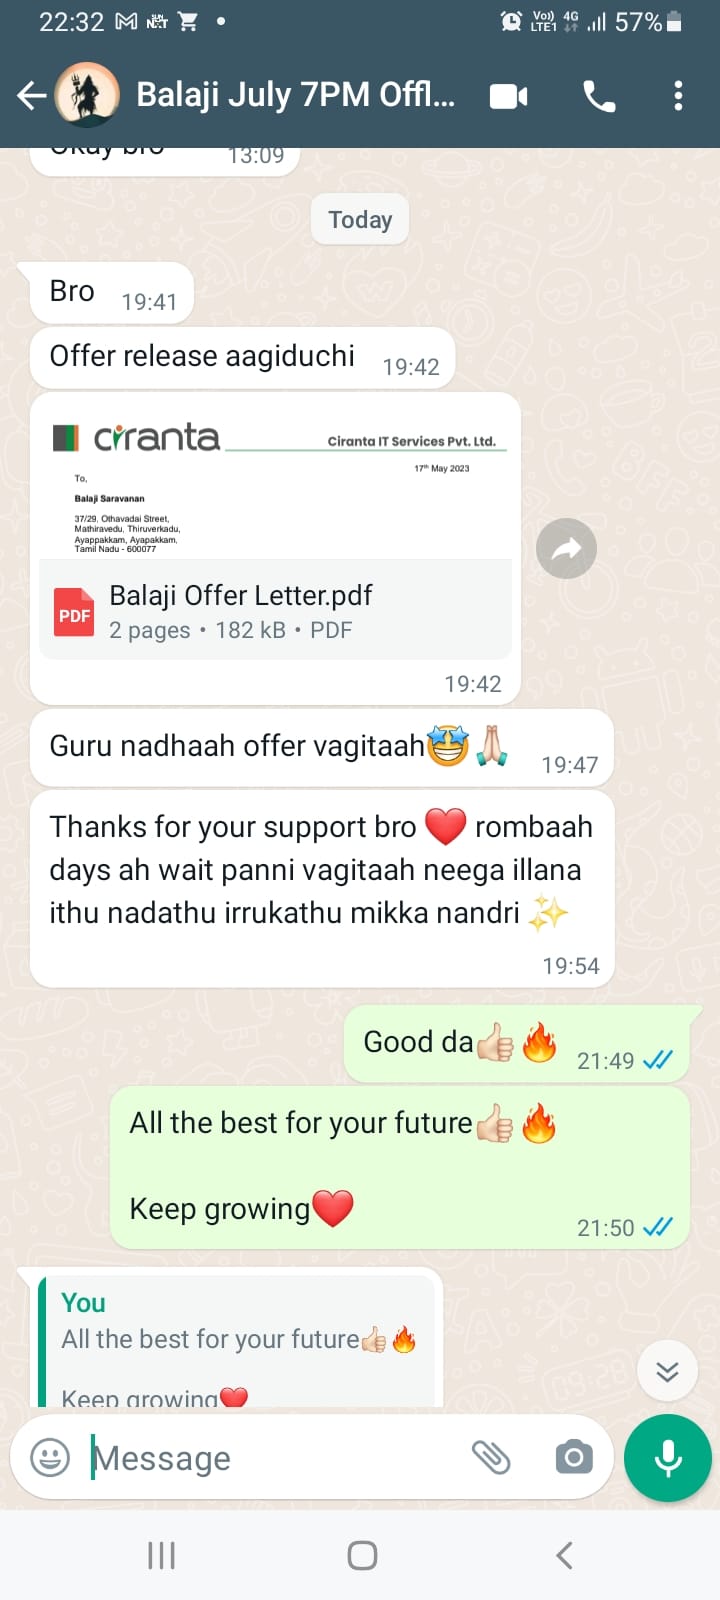 22:32
Vo)) 4G
LTE1
57%
Balaji July 7PM Offl...
Okay bro 13:09
Today
Bro 19:41
Offer release aagiduchi 19:42
ciranta
Ciranta IT Services Pvt. Ltd.
17th May 2023
To,
Balaji Saravanan
37/29, Othavadai Street,
Mathiravedu, Thiruverkadu,
Ayappakkam, Ayapakkam,
Tamil Nadu - 600077
PDF
Balaji Offer Letter.pdf
2 pages • 182 kB • PDF
19:42
Guru nadhaah offer vagitaah🤩🙏🏻 19:47
Thanks for your support bro ❤️ rombaah
days ah wait panni vagitaah neega illana
ithu nadathu irrukathu mikka nandri ✨
19:54
Good da👍🏻🔥 21:49
All the best for your future👍🏻🔥
Keep growing❤️
21:50
You
All the best for your future👍🏻🔥
Keep growing❤️
Message